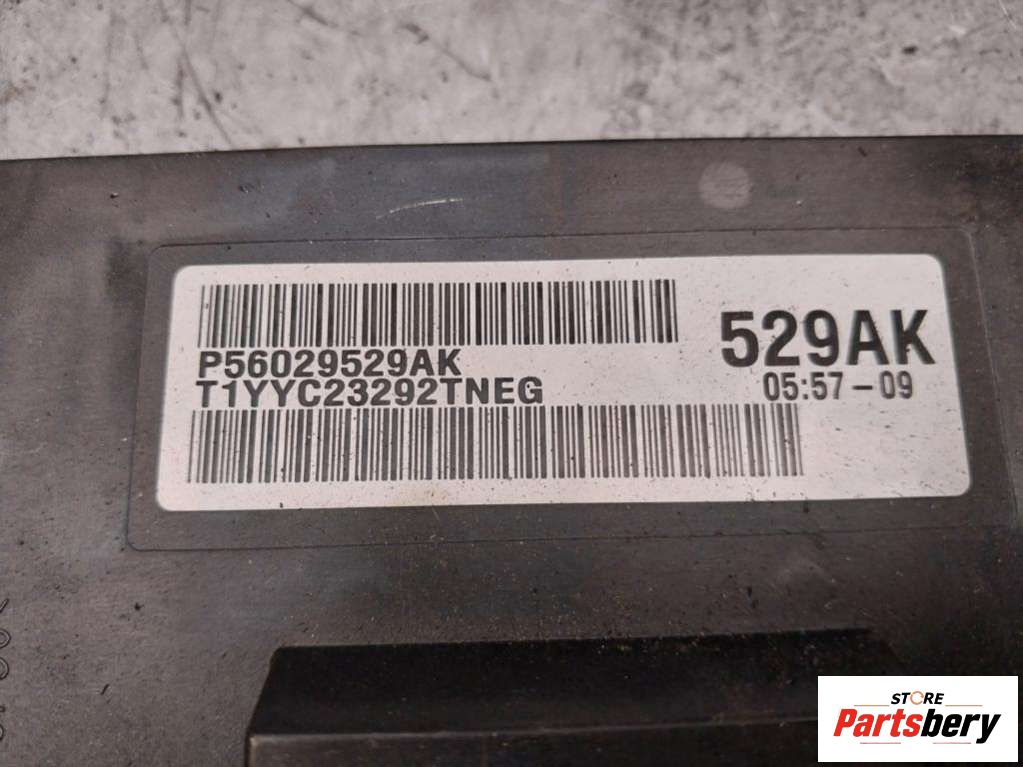 P56029529AK
T1YYC23292TNEG
529AK
05:57-09
STORE
Partsbery